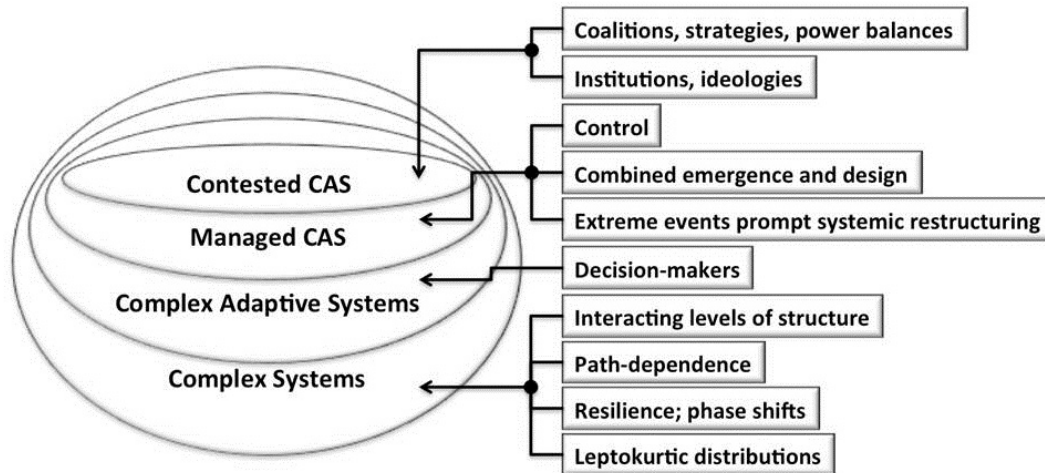 Coalitions, strategies, power balances
Institutions, ideologies
Control
Combined emergence and design
Extreme events prompt systemic restructuring
Decision-makers
Interacting levels of structure
Path-dependence
Resilience; phase shifts
Leptokurtic distributions
Contested CAS
Managed CAS
Complex Adaptive Systems
Complex Systems